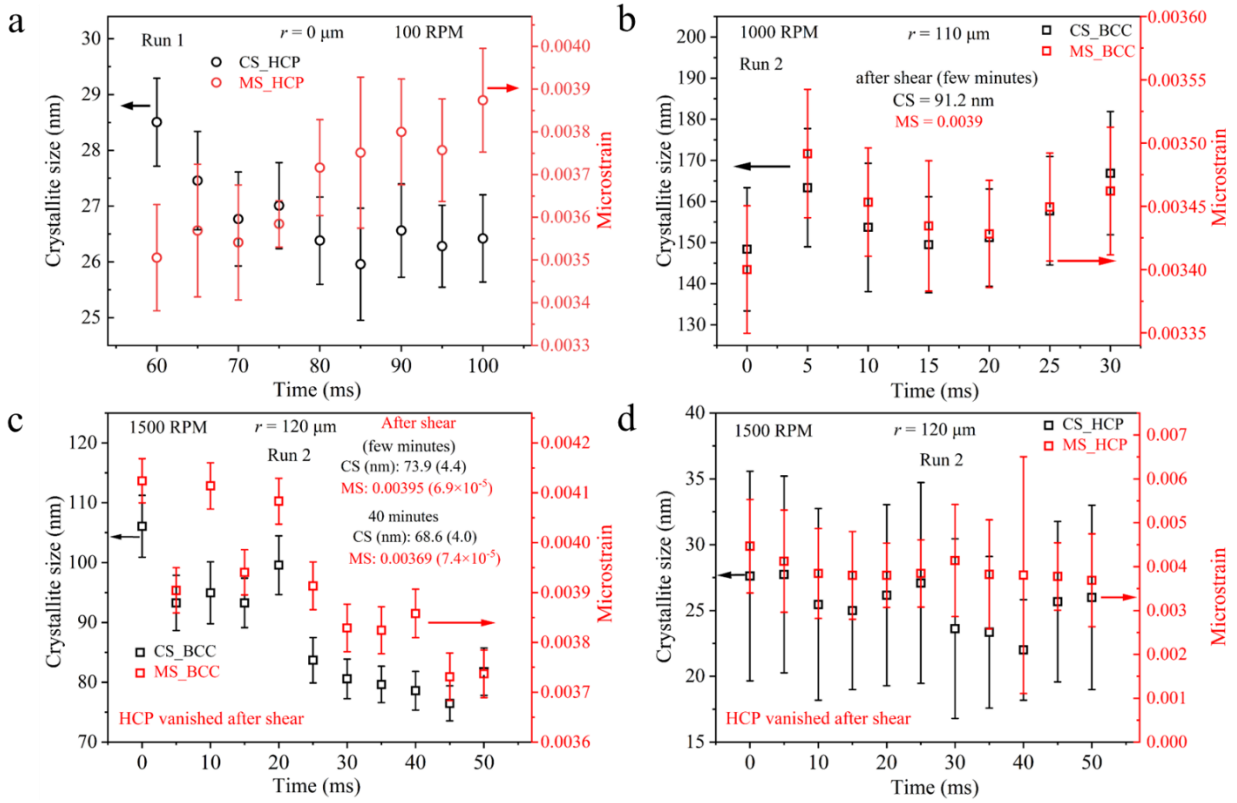 a
Run 1
r = 0 μm
100 RPM
CS_HCP
MS_HCP
30
29
28
27
26
25
Crystallite size (nm)
0.0040
0.0039
0.0038
0.0037
0.0036
0.0035
0.0034
0.0033
Microstrain
60
70
80
90
100
Time (ms)
b
1000 RPM
r = 110 μm
CS_BCC
MS_BCC
Run 2
after shear (few minutes)
CS = 91.2 nm
MS = 0.0039
200
190
180
170
160
150
140
130
Crystallite size (nm)
0.00360
0.00355
0.00350
0.00345
0.00340
0.00335
Microstrain
0
5
10
15
20
25
30
Time (ms)
c
1500 RPM
r = 120 μm
Run 2
After shear
(few minutes)
CS (nm): 73.9 (4.4)
MS: 0.00395 (6.9×10⁻⁵)
40 minutes
CS (nm): 68.6 (4.0)
MS: 0.00369 (7.4×10⁻⁵)
CS_BCC
MS_BCC
HCP vanished after shear
120
110
100
90
80
70
Crystallite size (nm)
0.0042
0.0041
0.0040
0.0039
0.0038
0.0037
0.0036
Microstrain
0
10
20
30
40
50
Time (ms)
d
1500 RPM
r = 120 μm
Run 2
CS_HCP
MS_HCP
HCP vanished after shear
40
35
30
25
20
15
Crystallite size (nm)
0.007
0.006
0.005
0.004
0.003
0.002
0.001
0.000
Microstrain
0
10
20
30
40
50
Time (ms)